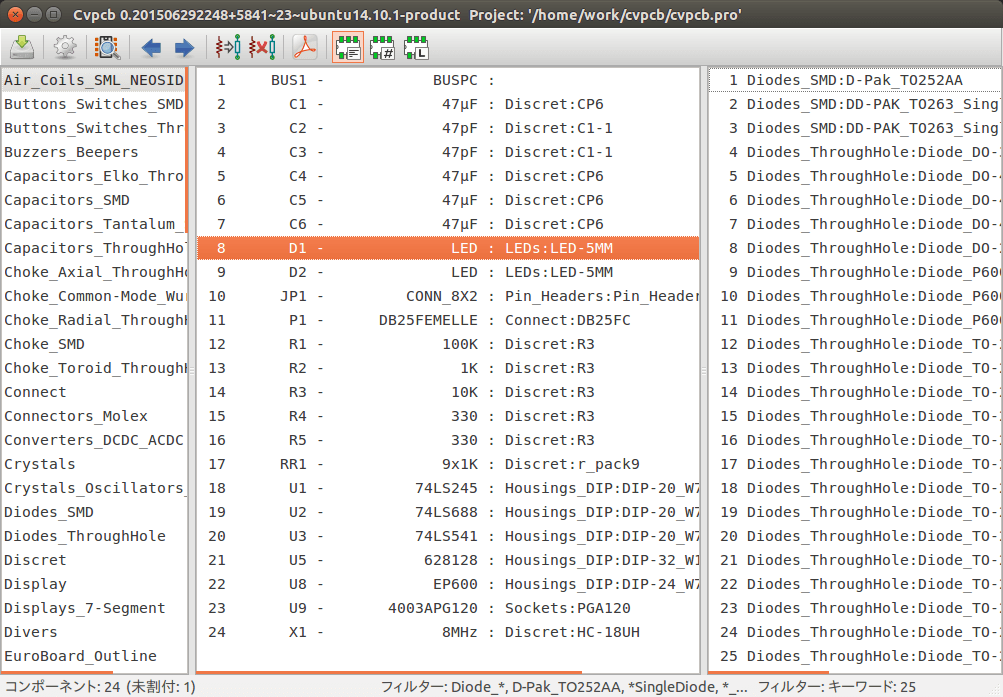 Cvpcb 0.201506292248+5841~23~ubuntu14.10.1-product Project: '/home/work/cvpcb/cvpcb.pro'
Air_Coils_SML_NEOSID
Buttons_Switches_SMD
Buttons_Switches_Thr
Buzzers_Beepers
Capacitors_Elko_Thro
Capacitors_SMD
Capacitors_Tantalum_
Capacitors_ThroughHo
Choke_Axial_ThroughHo
Choke_Common-Mode_Wur
Choke_Radial_ThroughH
Choke_SMD
Choke_Toroid_ThroughH
Connect
Connectors_Molex
Converters_DCDC_ACDC
Crystals
Crystals_Oscillators_
Diodes_SMD
Diodes_ThroughHole
Discret
Display
Displays_7-Segment
Divers
EuroBoard_Outline
1 BUS1 - BUSPC :
2 C1 - 47µF : Discret:CP6
3 C2 - 47pF : Discret:C1-1
4 C3 - 47pF : Discret:C1-1
5 C4 - 47µF : Discret:CP6
6 C5 - 47µF : Discret:CP6
7 C6 - 47µF : Discret:CP6
8 D1 - LED : LEDs:LED-5MM
9 D2 - LED : LEDs:LED-5MM
10 JP1 - CONN_8X2 : Pin_Headers:Pin_Header
11 P1 - DB25FEMELLE : Connect:DB25FC
12 R1 - 100K : Discret:R3
13 R2 - 1K : Discret:R3
14 R3 - 10K : Discret:R3
15 R4 - 330 : Discret:R3
16 R5 - 330 : Discret:R3
17 RR1 - 9x1K : Discret:r_pack9
18 U1 - 74LS245 : Housings_DIP:DIP-20_W7
19 U2 - 74LS688 : Housings_DIP:DIP-20_W7
20 U3 - 74LS541 : Housings_DIP:DIP-20_W7
21 U5 - 628128 : Housings_DIP:DIP-32_W1
22 U8 - EP600 : Housings_DIP:DIP-24_W7
23 U9 - 4003APG120 : Sockets:PGA120
24 X1 - 8MHz : Discret:HC-18UH
1 Diodes_SMD:D-Pak_TO252AA
2 Diodes_SMD:DD-PAK_TO263_Singl
3 Diodes_SMD:DD-PAK_TO263_Singl
4 Diodes_ThroughHole:Diode_DO-
5 Diodes_ThroughHole:Diode_DO-4
6 Diodes_ThroughHole:Diode_DO-4
7 Diodes_ThroughHole:Diode_DO-4
8 Diodes_ThroughHole:Diode_DO-
9 Diodes_ThroughHole:Diode_P600
10 Diodes_ThroughHole:Diode_P600
11 Diodes_ThroughHole:Diode_P600
12 Diodes_ThroughHole:Diode_TO-
13 Diodes_ThroughHole:Diode_TO-
14 Diodes_ThroughHole:Diode_TO-
15 Diodes_ThroughHole:Diode_TO-
16 Diodes_ThroughHole:Diode_TO-
17 Diodes_ThroughHole:Diode_TO-
18 Diodes_ThroughHole:Diode_TO-
19 Diodes_ThroughHole:Diode_TO-
20 Diodes_ThroughHole:Diode_TO-
21 Diodes_ThroughHole:Diode_TO-
22 Diodes_ThroughHole:Diode_TO-
23 Diodes_ThroughHole:Diode_TO-
24 Diodes_ThroughHole:Diode_TO-
25 Diodes_ThroughHole:Diode_TO-
コンポーネント: 24 (未割付: 1)
フィルター: Diode_*, D-Pak_TO252AA, *SingleDiode, *_...
フィルター: キーワード: 25